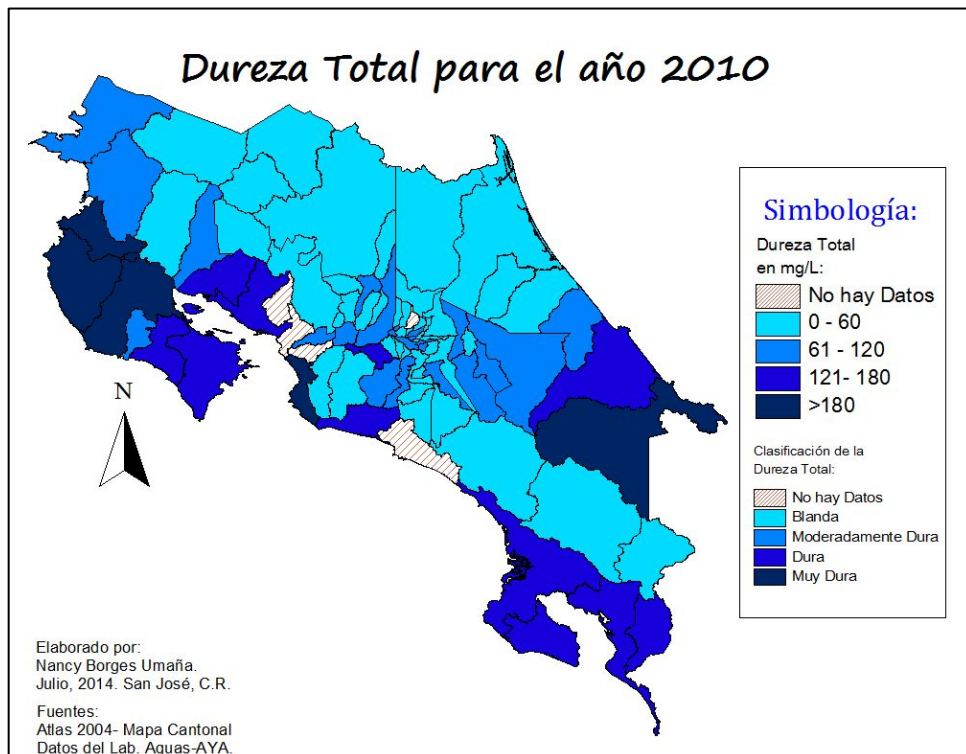 Dureza Total para el año 2010
Simbología:
Dureza Total
en mg/L:
No hay Datos
0 - 60
61 - 120
121- 180
>180
Clasificación de la
Dureza Total:
No hay Datos
Blanda
Moderadamente Dura
Dura
Muy Dura
N
Elaborado por:
Nancy Borges Umaña.
Julio, 2014. San José, C.R.
Fuentes:
Atlas 2004- Mapa Cantonal
Datos del Lab. Aguas-AYA.